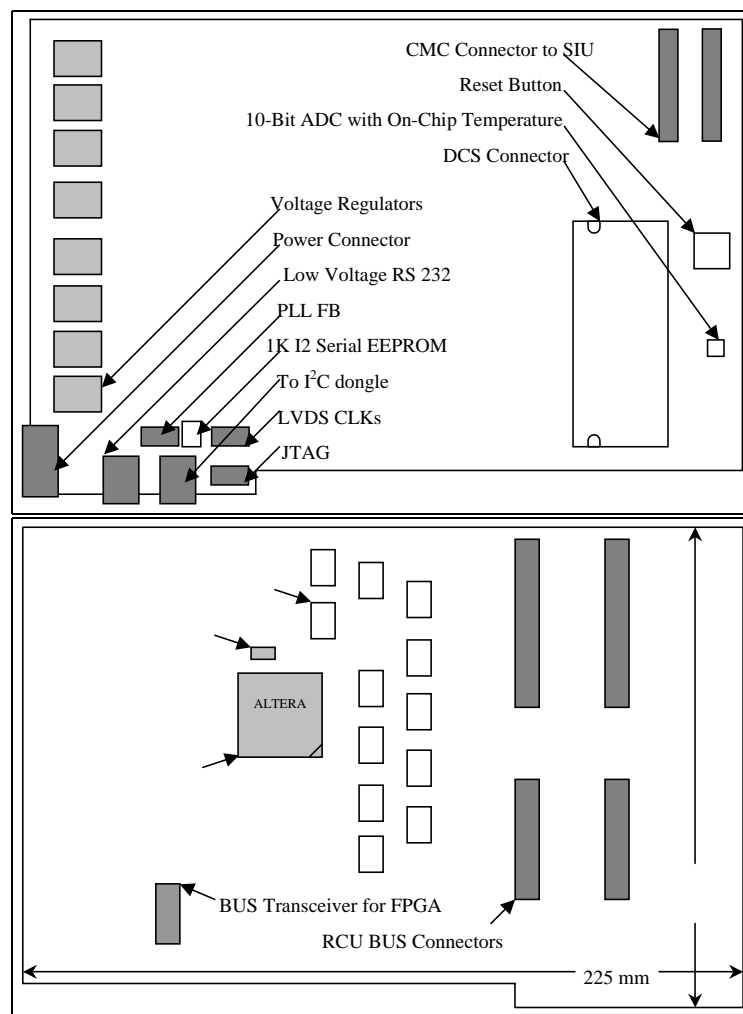 CMC Connector to SIU
Reset Button
10-Bit ADC with On-Chip Temperature
DCS Connector
Voltage Regulators
Power Connector
Low Voltage RS 232
PLL FB
1K I2 Serial EEPROM
To I²C dongle
LVDS CLKs
JTAG
ALTERA
BUS Transceiver for FPGA
RCU BUS Connectors
225 mm